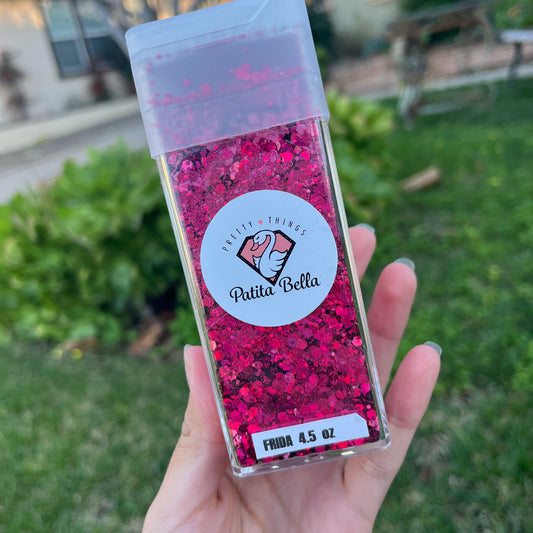 PRETTY ♥ THINGS
Patita Bella
FRIDA 4.5 OZ